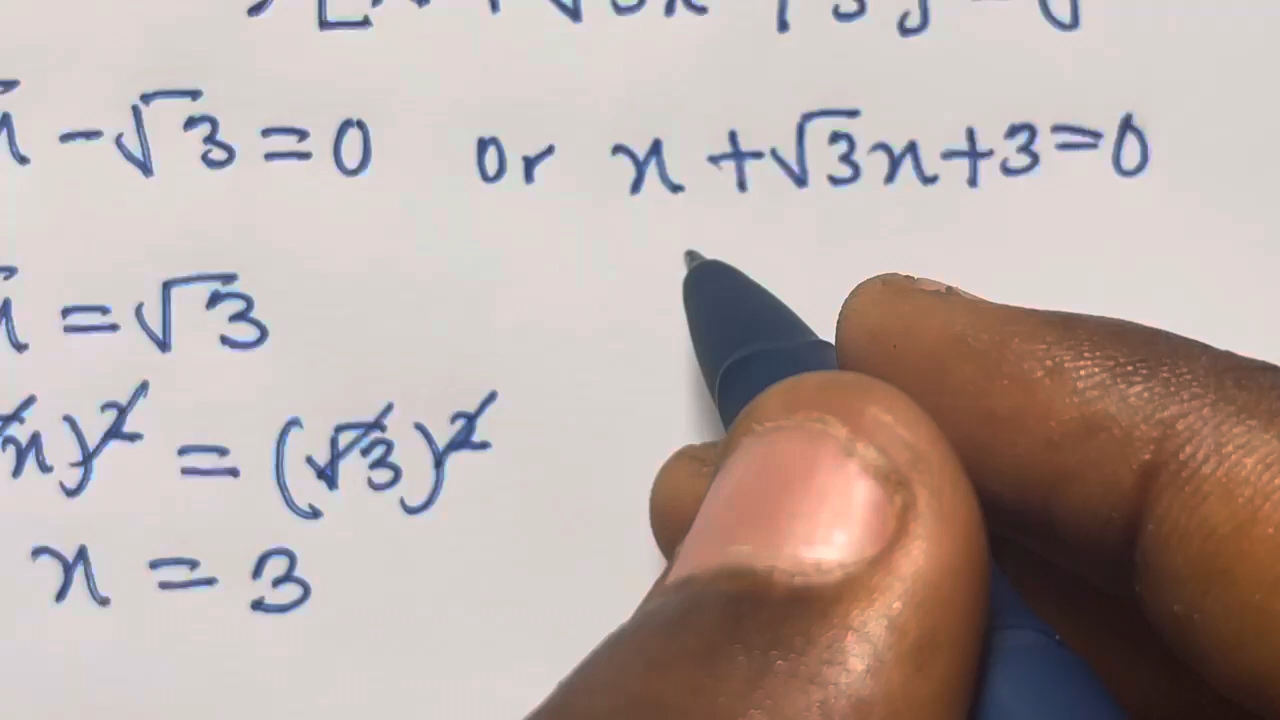 x - √3 = 0 or x + √3x + 3 = 0
x = √3
x)² = (√3)²
x = 3